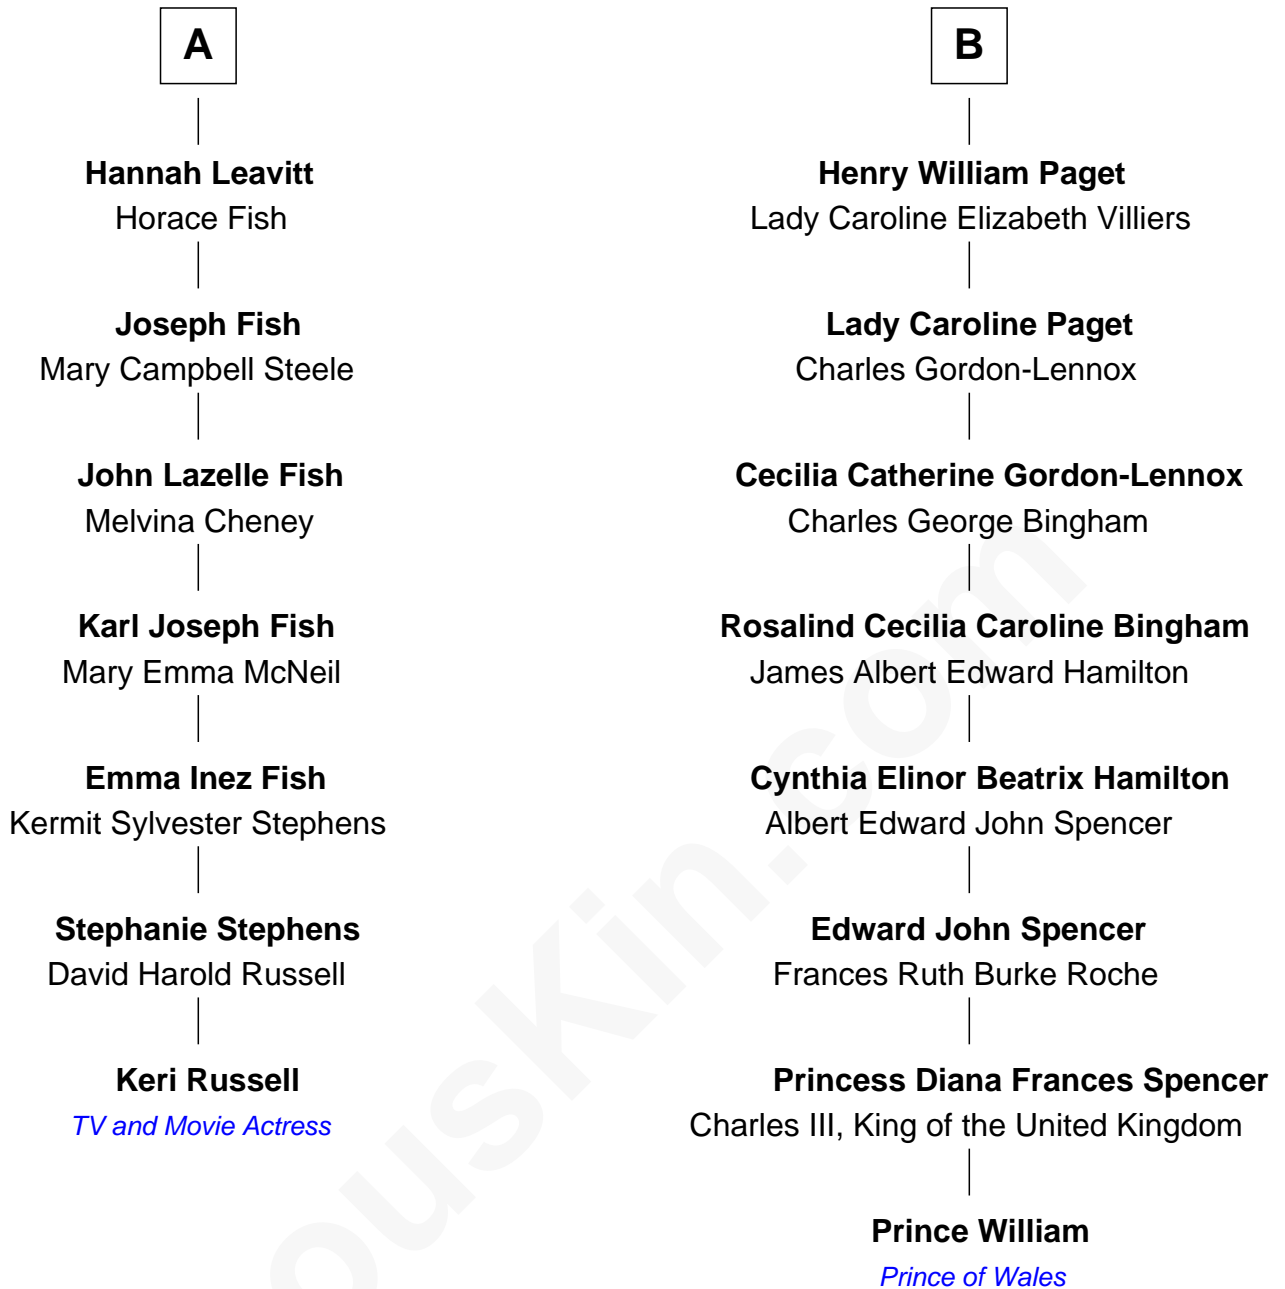 A
Hannah Leavitt
Horace Fish
Joseph Fish
Mary Campbell Steele
John Lazelle Fish
Melvina Cheney
Karl Joseph Fish
Mary Emma McNeil
Emma Inez Fish
Kermit Sylvester Stephens
Stephanie Stephens
David Harold Russell
Keri Russell
TV and Movie Actress
B
Henry William Paget
Lady Caroline Elizabeth Villiers
Lady Caroline Paget
Charles Gordon-Lennox
Cecilia Catherine Gordon-Lennox
Charles George Bingham
Rosalind Cecilia Caroline Bingham
James Albert Edward Hamilton
Cynthia Elinor Beatrix Hamilton
Albert Edward John Spencer
Edward John Spencer
Frances Ruth Burke Roche
Princess Diana Frances Spencer
Charles III, King of the United Kingdom
Prince William
Prince of Wales
ousKin.com